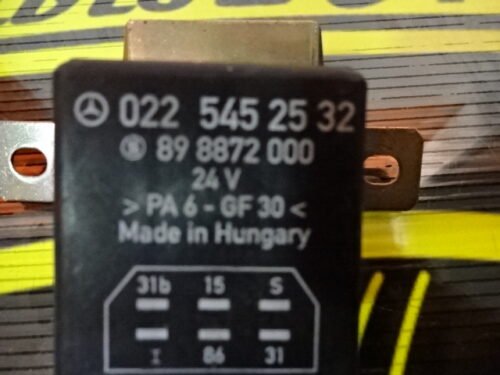 022 545 25 32
89 8872 000
24 V
> PA 6 - GF 30 <
Made in Hungary
31b 15 S
I 86 31